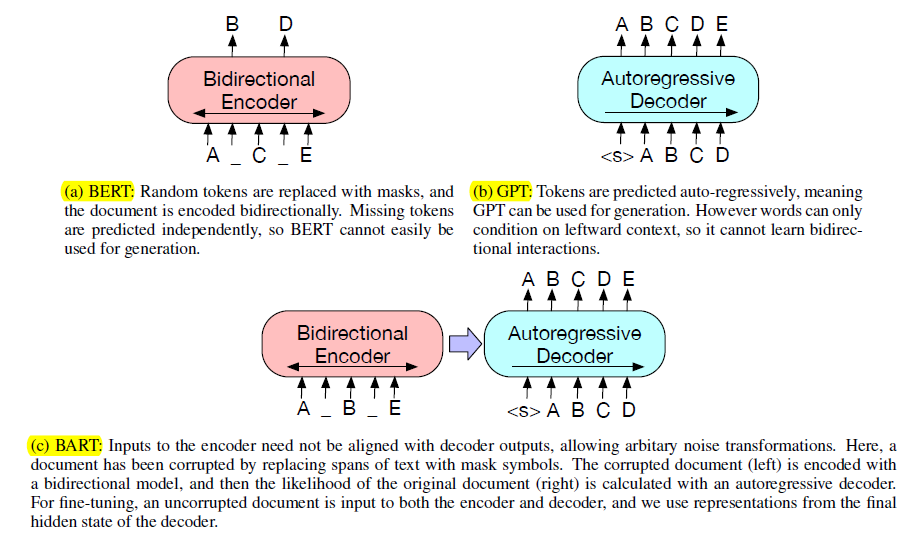 B D
Bidirectional
Encoder
A _ C _ E
(a) BERT: Random tokens are replaced with masks, and
the document is encoded bidirectionally. Missing tokens
are predicted independently, so BERT cannot easily be
used for generation.
A B C D E
Autoregressive
Decoder
<s> A B C D
(b) GPT: Tokens are predicted auto-regressively, meaning
GPT can be used for generation. However words can only
condition on leftward context, so it cannot learn bidirec-
tional interactions.
Bidirectional
Encoder
A _ B _ E
A B C D E
Autoregressive
Decoder
<s> A B C D
(c) BART: Inputs to the encoder need not be aligned with decoder outputs, allowing arbitary noise transformations. Here, a
document has been corrupted by replacing spans of text with mask symbols. The corrupted document (left) is encoded with
a bidirectional model, and then the likelihood of the original document (right) is calculated with an autoregressive decoder.
For fine-tuning, an uncorrupted document is input to both the encoder and decoder, and we use representations from the final
hidden state of the decoder.